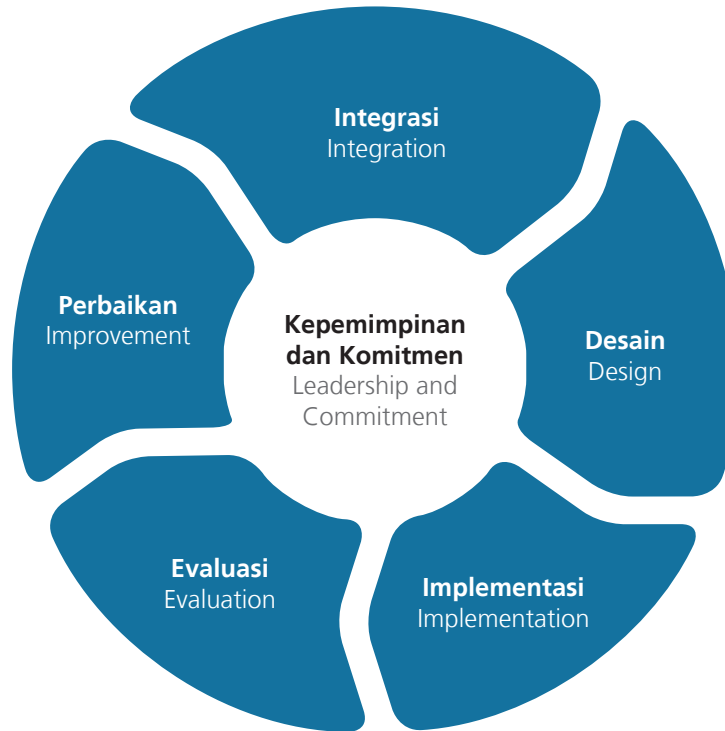 Integrasi
Integration
Perbaikan
Improvement
Kepemimpinan
dan Komitmen
Leadership and
Commitment
Desain
Design
Evaluasi
Evaluation
Implementasi
Implementation